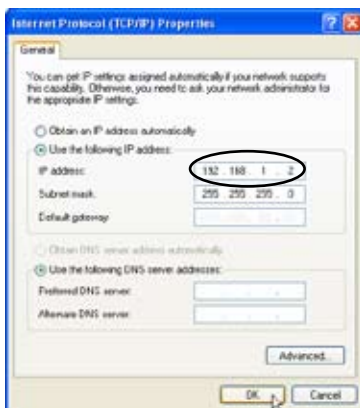 Internet Protocol (TCP/IP) Properties
General
You can get IP settings assigned automatically if your network supports
this capability. Otherwise, you need to ask your network administrator for
the appropriate IP settings.
Obtain an IP address automatically
Use the following IP address:
IP address: 192 . 168 . 1 . 2
Subnet mask: 255 . 255 . 255 . 0
Default gateway:
Obtain DNS server address automatically
Use the following DNS server addresses:
Preferred DNS server:
Alternate DNS server:
Advanced...
OK Cancel